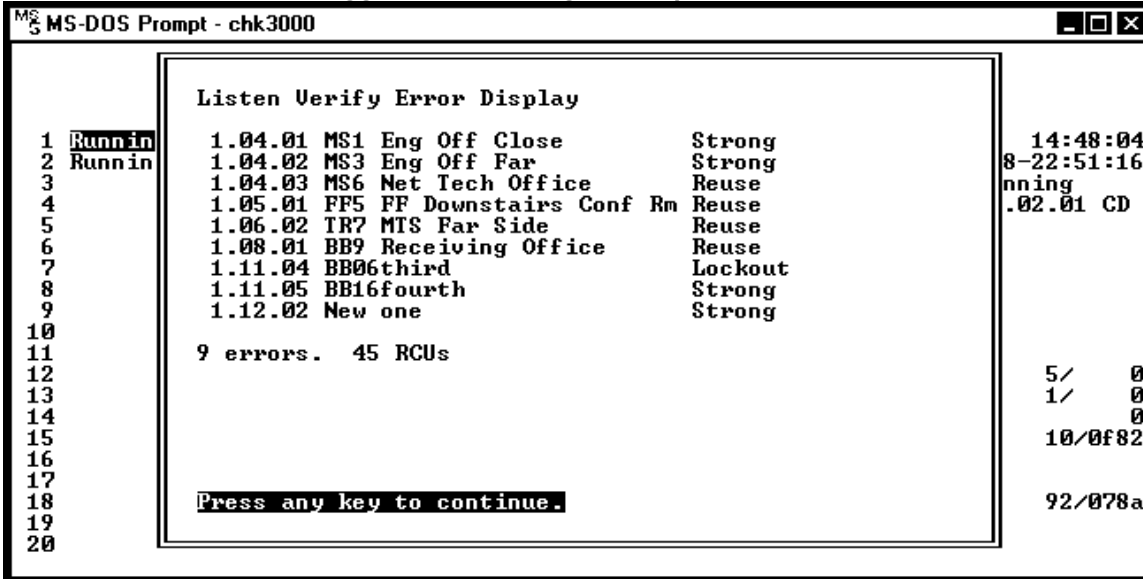 MS-DOS Prompt - chk3000
Listen Verify Error Display
1 Runnin 1.04.01 MS1 Eng Off Close Strong 14:48:04
2 Runnin 1.04.02 MS3 Eng Off Far Strong 8-22:51:16
3 1.04.03 MS6 Net Tech Office Reuse nning
4 1.05.01 FF5 FF Downstairs Conf Rm Reuse .02.01 CD
5 1.06.02 TR7 MTS Far Side Reuse
6 1.08.01 BB9 Receiving Office Reuse
7 1.11.04 BB06third Lockout
8 1.11.05 BB16fourth Strong
9 1.12.02 New one Strong
10
11 9 errors. 45 RCUs
12 5/ 0
13 1/ 0
14 0
15 10/0f82
16
17
18 Press any key to continue. 92/078a
19
20